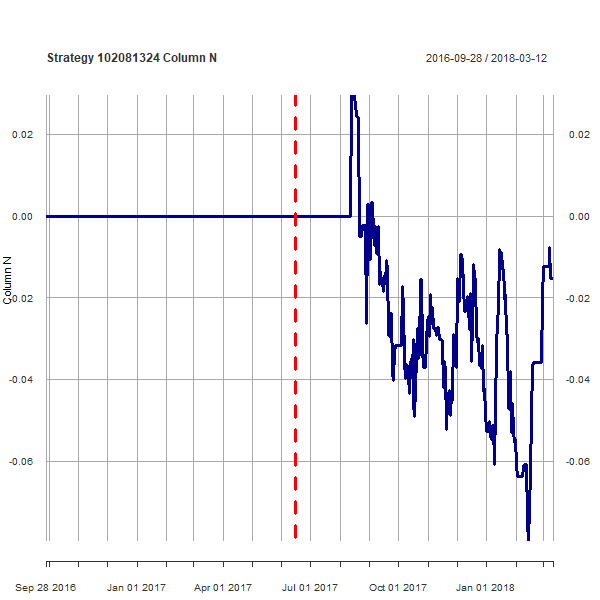 Strategy 102081324 Column N
2016-09-28 / 2018-03-12
0.02 0.02
0.00 0.00
-0.02 -0.02
-0.04 -0.04
-0.06 -0.06
Column N
Sep 28 2016 Jan 01 2017 Apr 01 2017 Jul 01 2017 Oct 01 2017 Jan 01 2018